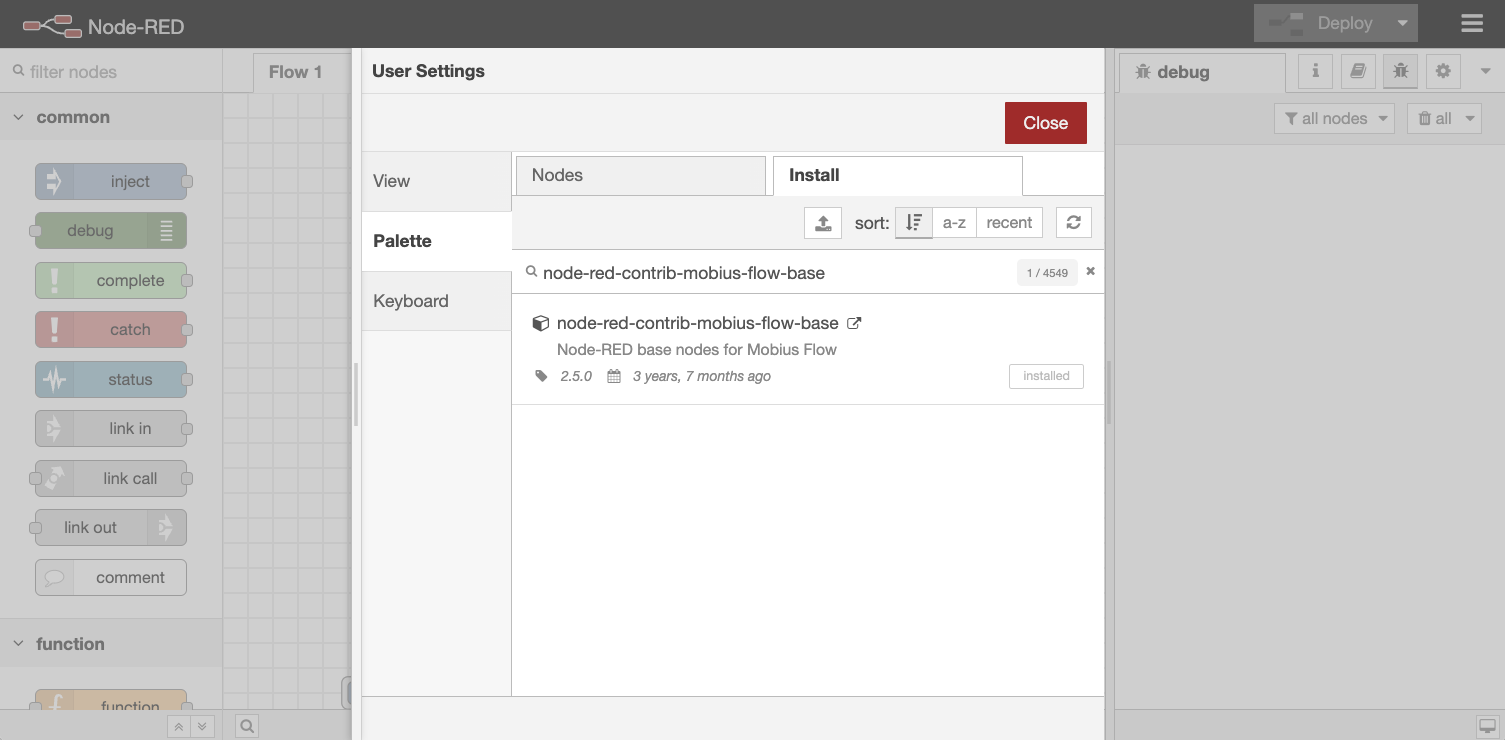 Node-RED
Deploy
filter nodes
Flow 1
User Settings
debug
i
common
Close
all nodes
all
inject
View
Nodes
Install
debug
Palette
sort:
a-z
recent
complete
node-red-contrib-mobius-flow-base
1 / 4549
catch
Keyboard
node-red-contrib-mobius-flow-base
Node-RED base nodes for Mobius Flow
status
2.5.0
3 years, 7 months ago
installed
link in
link call
link out
comment
function
function